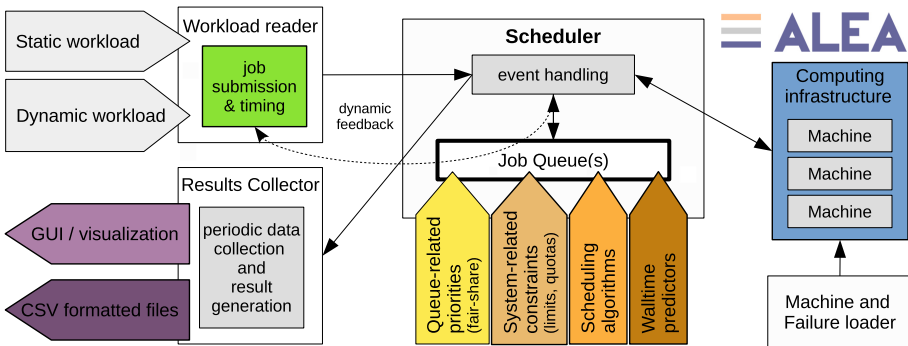 Static workload
Dynamic workload
Workload reader
job
submission
& timing
dynamic
feedback
Scheduler
event handling
Job Queue(s)
ALEA
Computing
infrastructure
Machine
Machine
Machine
Machine and
Failure loader
Results Collector
periodic data
collection
and
result
generation
GUI / visualization
CSV formatted files
Queue-related
priorities
(fair-share)
System-related
constraints
(limits, quotas)
Scheduling
algorithms
Walltime
predictors